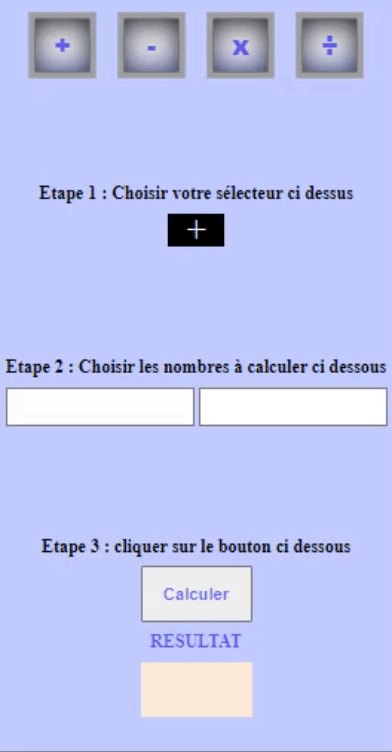 + - x ÷
Etape 1 : Choisir votre sélecteur ci dessus
+
Etape 2 : Choisir les nombres à calculer ci dessous
Etape 3 : cliquer sur le bouton ci dessous
Calculer
RESULTAT